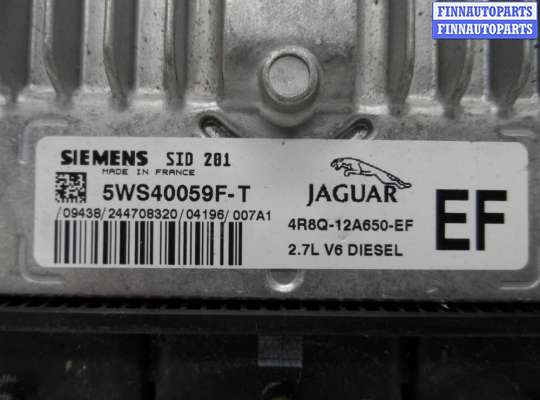 FINNAUTOPARTS
FINNAUTOPARTS
SIEMENS SID 201
MADE IN FRANCE
5WS40059F-T
/09438/244708320/04196/007A1
JAGUAR
4R8Q-12A650-EF
2.7L V6 DIESEL
EF